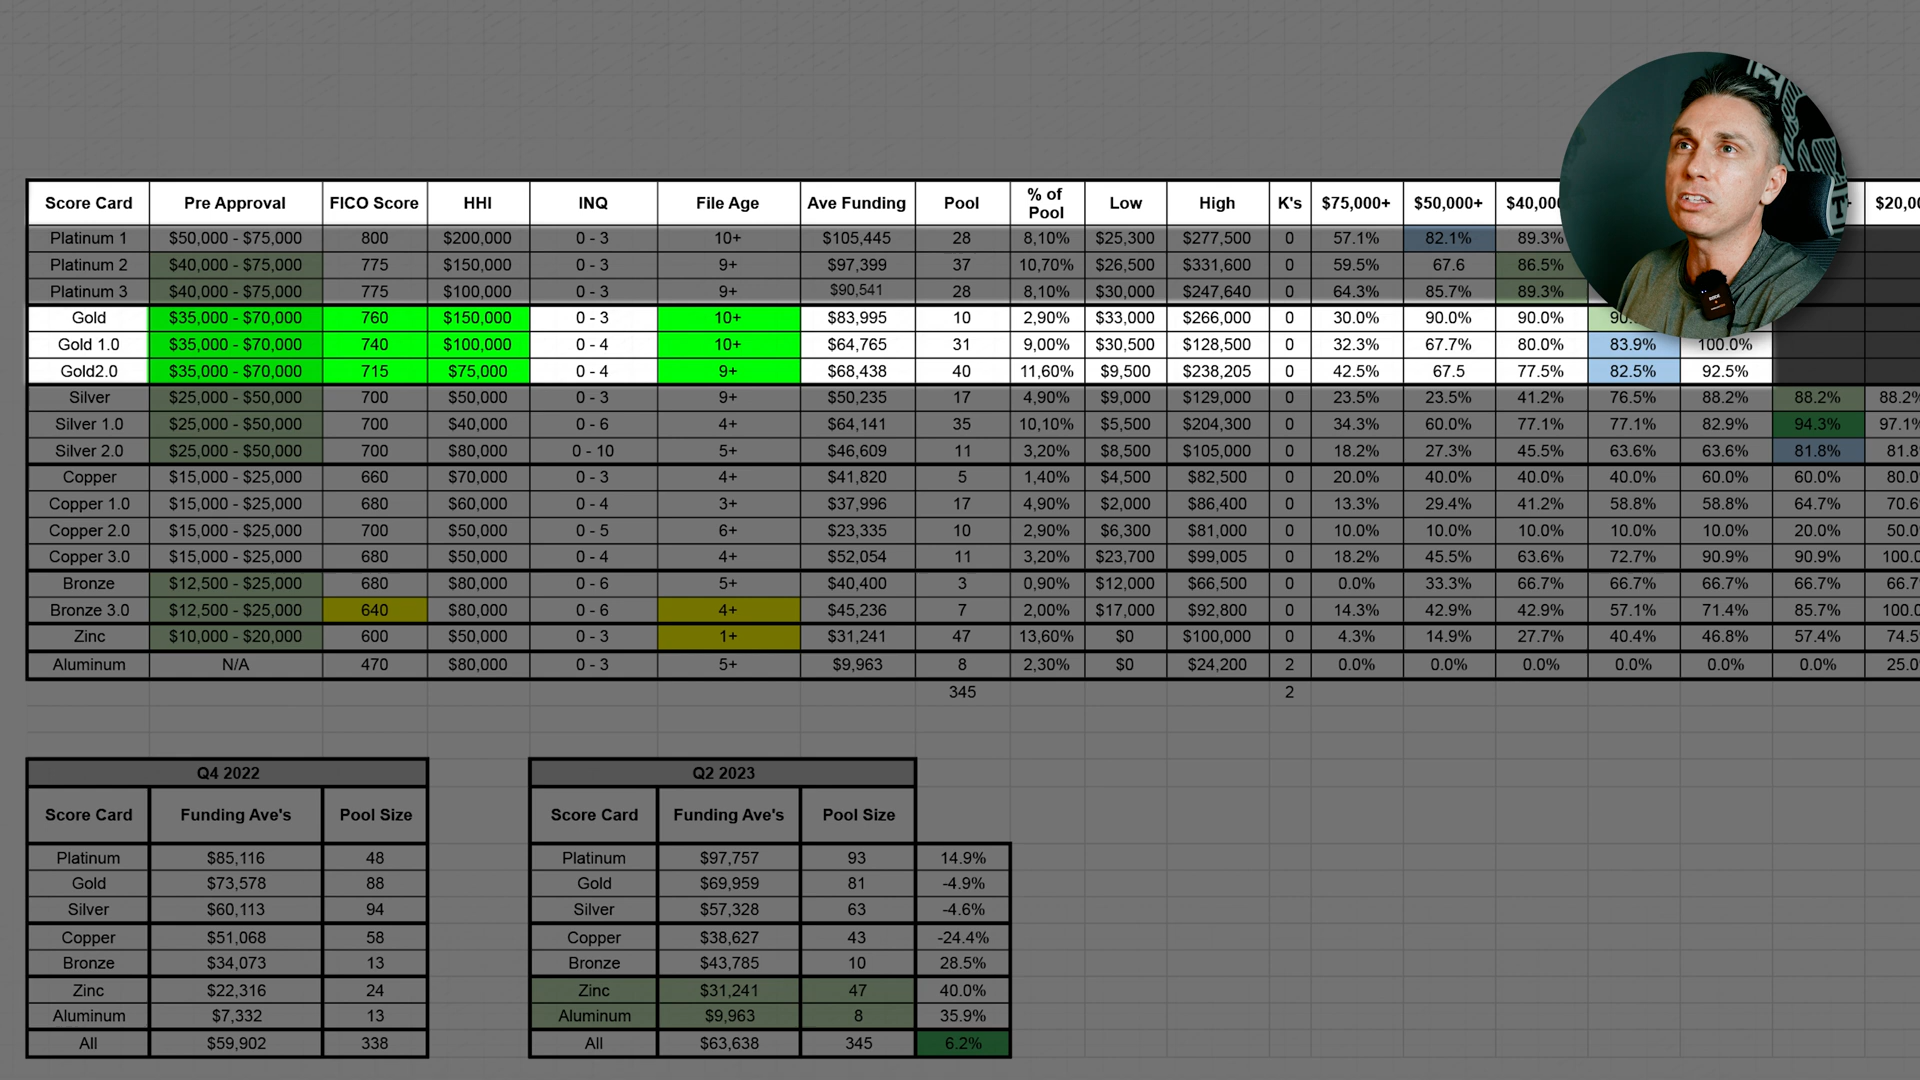 Score Card Pre Approval FICO Score HHI INQ File Age Ave Funding Pool % of Pool Low High K's $75,000+ $50,000+
Platinum 1 $50,000 - $75,000 800 $200,000 0 - 3 10+ $105,445 28 8,10% $25,300 $277,500 0 57.1% 82.1% 89.3%
Platinum 2 $40,000 - $75,000 775 $150,000 0 - 3 9+ $97,399 37 10,70% $26,500 $331,600 0 59.5% 67.6 86.5%
Platinum 3 $40,000 - $75,000 775 $100,000 0 - 3 9+ $90,541 28 8,10% $30,000 $247,640 0 64.3% 85.7% 89.3%
Gold $35,000 - $70,000 760 $150,000 0 - 3 10+ $83,995 10 2,90% $33,000 $266,000 0 30.0% 90.0% 90.0%
Gold 1.0 $35,000 - $70,000 740 $100,000 0 - 4 10+ $64,765 31 9,00% $30,500 $128,500 0 32.3% 67.7% 80.0% 83.9% 100.0%
Gold2.0 $35,000 - $70,000 715 $75,000 0 - 4 9+ $68,438 40 11,60% $9,500 $238,205 0 42.5% 67.5 77.5% 82.5% 92.5%
Silver $25,000 - $50,000 700 $50,000 0 - 3 9+ $50,235 17 4,90% $9,000 $129,000 0 23.5% 23.5% 41.2% 76.5% 88.2% 88.2% 88.2%
Silver 1.0 $25,000 - $50,000 700 $40,000 0 - 6 4+ $64,141 35 10,10% $5,500 $204,300 0 34.3% 60.0% 77.1% 77.1% 82.9% 94.3% 97.1%
Silver 2.0 $25,000 - $50,000 700 $80,000 0 - 10 5+ $46,609 11 3,20% $8,500 $105,000 0 18.2% 27.3% 45.5% 63.6% 63.6% 81.8% 81.8
Copper $15,000 - $25,000 660 $70,000 0 - 3 4+ $41,820 5 1,40% $4,500 $82,500 0 20.0% 40.0% 40.0% 40.0% 60.0% 60.0% 80.0
Copper 1.0 $15,000 - $25,000 680 $60,000 0 - 4 3+ $37,996 17 4,90% $2,000 $86,400 0 13.3% 29.4% 41.2% 58.8% 58.8% 64.7% 70.6
Copper 2.0 $15,000 - $25,000 700 $50,000 0 - 5 6+ $23,335 10 2,90% $6,300 $81,000 0 10.0% 10.0% 10.0% 10.0% 10.0% 20.0% 50.0
Copper 3.0 $15,000 - $25,000 680 $50,000 0 - 4 4+ $52,054 11 3,20% $23,700 $99,005 0 18.2% 45.5% 63.6% 72.7% 90.9% 90.9% 100.0
Bronze $12,500 - $25,000 680 $80,000 0 - 6 5+ $40,400 3 0,90% $12,000 $66,500 0 0.0% 33.3% 66.7% 66.7% 66.7% 66.7% 66.7
Bronze 3.0 $12,500 - $25,000 640 $80,000 0 - 6 4+ $45,236 7 2,00% $17,000 $92,800 0 14.3% 42.9% 42.9% 57.1% 71.4% 85.7% 100.0
Zinc $10,000 - $20,000 600 $50,000 0 - 3 1+ $31,241 47 13,60% $0 $100,000 0 4.3% 14.9% 27.7% 40.4% 46.8% 57.4% 74.5
Aluminum N/A 470 $80,000 0 - 3 5+ $9,963 8 2,30% $0 $24,200 2 0.0% 0.0% 0.0% 0.0% 0.0% 0.0% 25.0
345 2
Q4 2022 Q2 2023
Score Card Funding Ave's Pool Size Score Card Funding Ave's Pool Size
Platinum $85,116 48 Platinum $97,757 93 14.9%
Gold $73,578 88 Gold $69,959 81 -4.9%
Silver $60,113 94 Silver $57,328 63 -4.6%
Copper $51,068 58 Copper $38,627 43 -24.4%
Bronze $34,073 13 Bronze $43,785 10 28.5%
Zinc $22,316 24 Zinc $31,241 47 40.0%
Aluminum $7,332 13 Aluminum $9,963 8 35.9%
All $59,902 338 All $63,638 345 6.2%